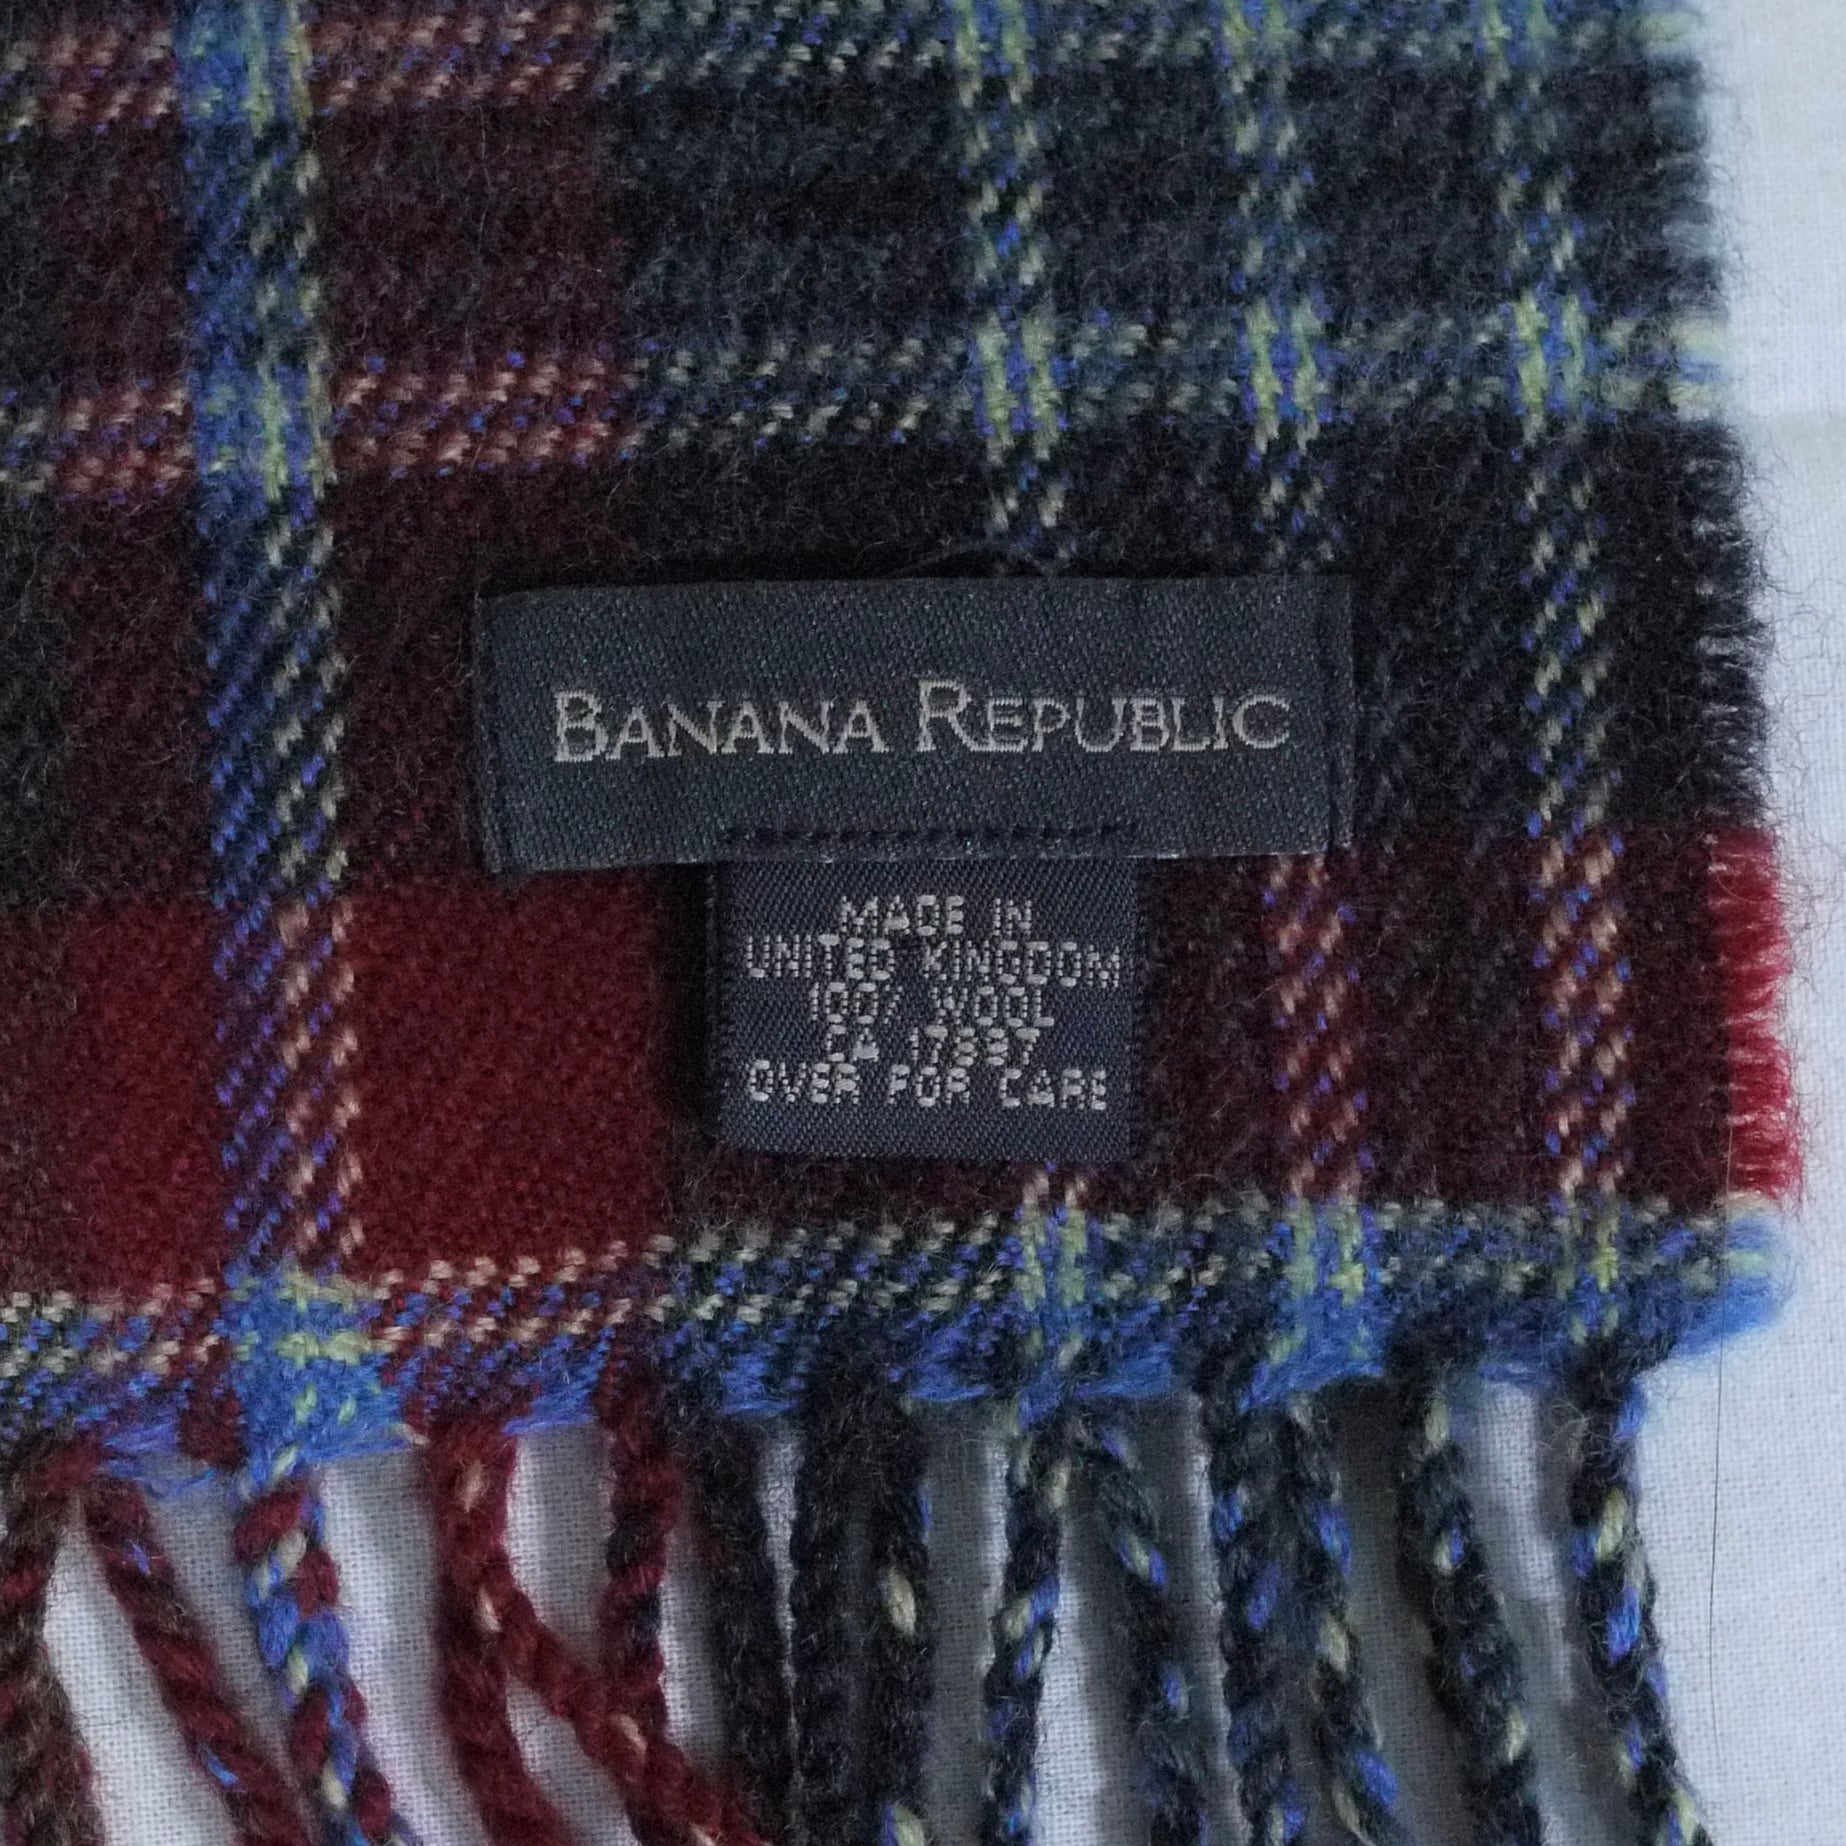 BANANA REPUBLIC
MADE IN
UNITED KINGDOM
100% WOOL
CA 17897
OVER FOR CARE